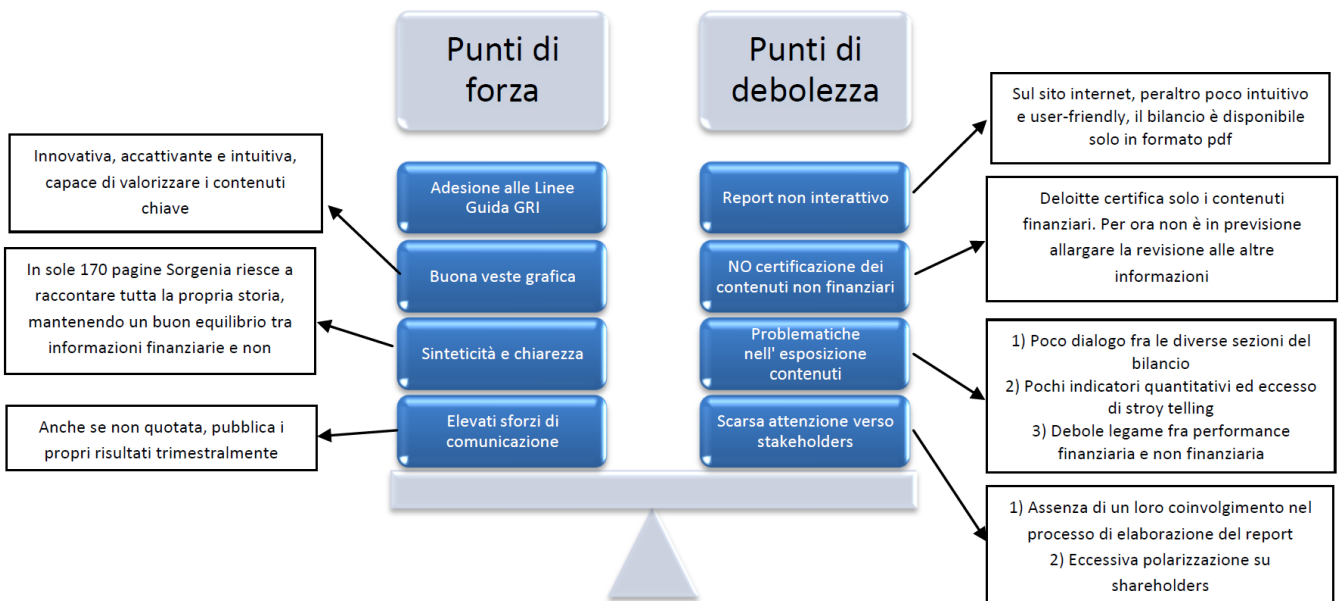 Punti di
forza
Punti di
debolezza
Innovativa, accattivante e intuitiva,
capace di valorizzare i contenuti
chiave
In sole 170 pagine Sorgenia riesce a
raccontare tutta la propria storia,
mantenendo un buon equilibrio tra
informazioni finanziarie e non
Anche se non quotata, pubblica i
propri risultati trimestralmente
Adesione alle Linee
Guida GRI
Buona veste grafica
Sinteticità e chiarezza
Elevati sforzi di
comunicazione
Report non interattivo
NO certificazione dei
contenuti non finanziari
Problematiche
nell' esposizione
contenuti
Scarsa attenzione verso
stakeholders
Sul sito internet, peraltro poco intuitivo
e user-friendly, il bilancio è disponibile
solo in formato pdf
Deloitte certifica solo i contenuti
finanziari. Per ora non è in previsione
allargare la revisione alle altre
informazioni
1) Poco dialogo fra le diverse sezioni del
bilancio
2) Pochi indicatori quantitativi ed eccesso
di stroy telling
3) Debole legame fra performance
finanziaria e non finanziaria
1) Assenza di un loro coinvolgimento nel
processo di elaborazione del report
2) Eccessiva polarizzazione su
shareholders